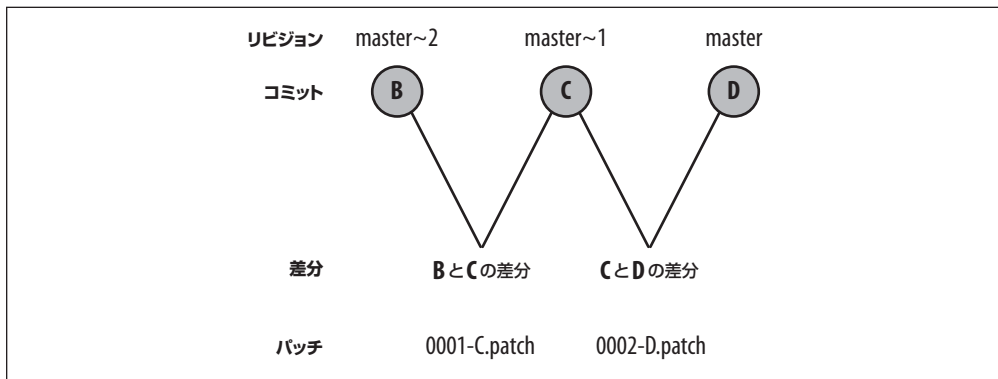 リビジョン master~2 master~1 master
コミット B C D
差分 BとCの差分 CとDの差分
パッチ 0001-C.patch 0002-D.patch